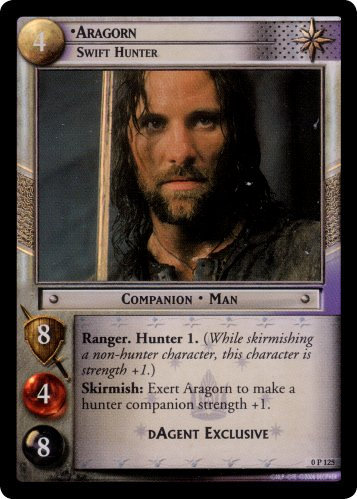 4
•Aragorn
Swift Hunter
Companion • Man
8
Ranger. Hunter 1. (While skirmishing
a non-hunter character, this character is
strength +1.)
4
Skirmish: Exert Aragorn to make a
hunter companion strength +1.
8
dAgent Exclusive
0 P 125